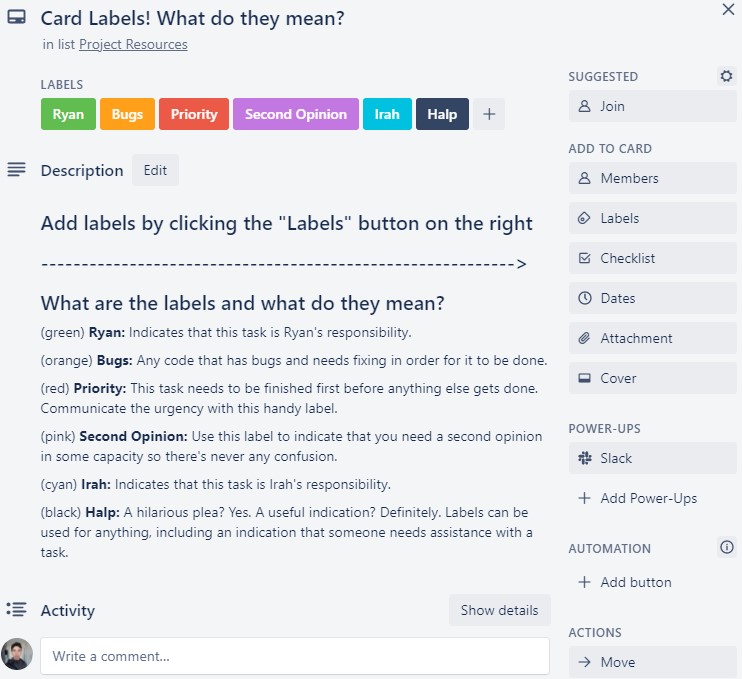 Card Labels! What do they mean?
in list Project Resources
LABELS
Ryan Bugs Priority Second Opinion Irah Halp +
Description Edit
Add labels by clicking the "Labels" button on the right
----------------------------------------------------------->
What are the labels and what do they mean?
(green) Ryan: Indicates that this task is Ryan's responsibility.
(orange) Bugs: Any code that has bugs and needs fixing in order for it to be done.
(red) Priority: This task needs to be finished first before anything else gets done.
Communicate the urgency with this handy label.
(pink) Second Opinion: Use this label to indicate that you need a second opinion
in some capacity so there's never any confusion.
(cyan) Irah: Indicates that this task is Irah's responsibility.
(black) Halp: A hilarious plea? Yes. A useful indication? Definitely. Labels can be
used for anything, including an indication that someone needs assistance with a
task.
Activity Show details
Write a comment...
SUGGESTED
Join
ADD TO CARD
Members
Labels
Checklist
Dates
Attachment
Cover
POWER-UPS
Slack
+ Add Power-Ups
AUTOMATION
+ Add button
ACTIONS
→ Move